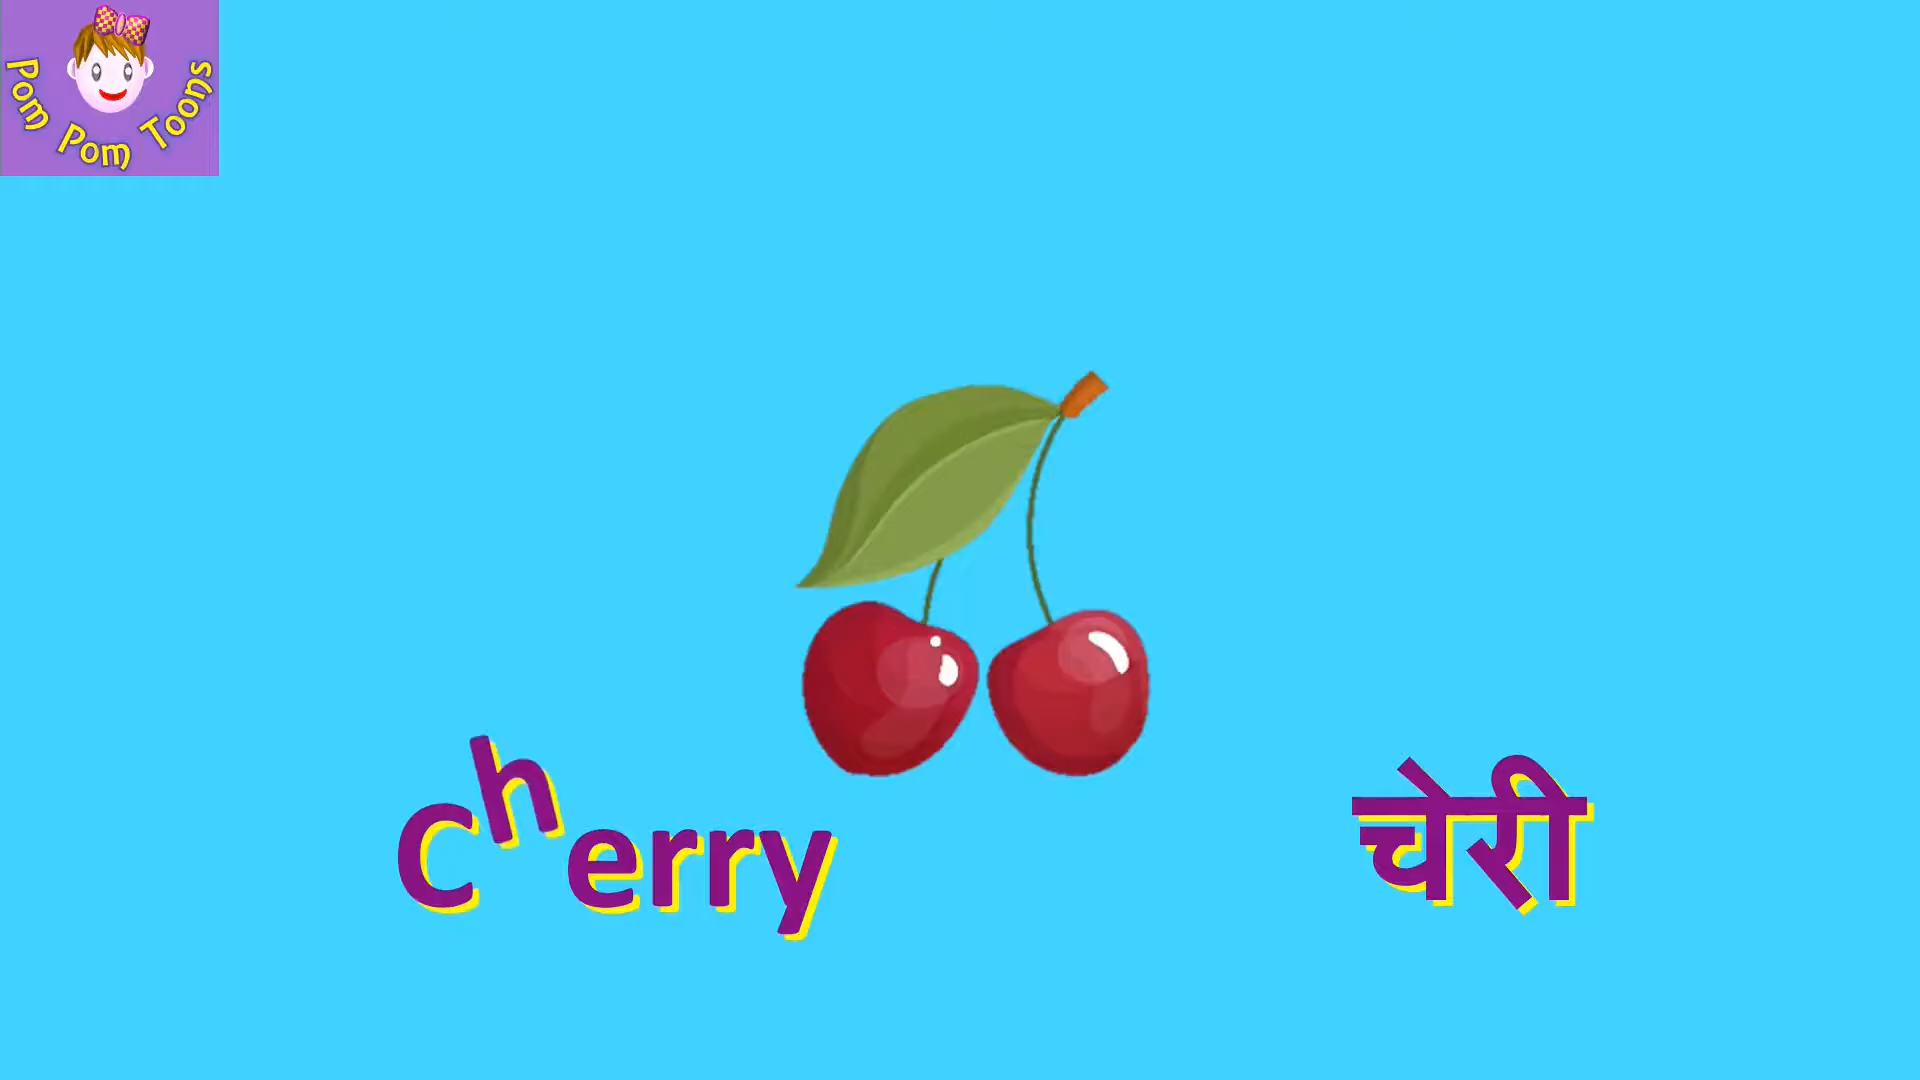 Pom Pom Toons
Cherry
चेरी